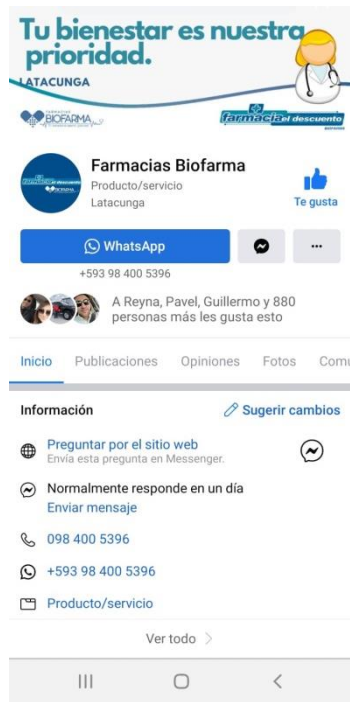 Tu bienestar es nuestra
prioridad.
LATACUNGA
BIOFARMA
farmacia el descuento
Farmacias Biofarma
Producto/servicio
Latacunga
Te gusta
WhatsApp
+593 98 400 5396
A Reyna, Pavel, Guillermo y 880
personas más les gusta esto
Inicio Publicaciones Opiniones Fotos Comu
Información Sugerir cambios
Preguntar por el sitio web
Envía esta pregunta en Messenger.
Normalmente responde en un día
Enviar mensaje
098 400 5396
+593 98 400 5396
Producto/servicio
Ver todo